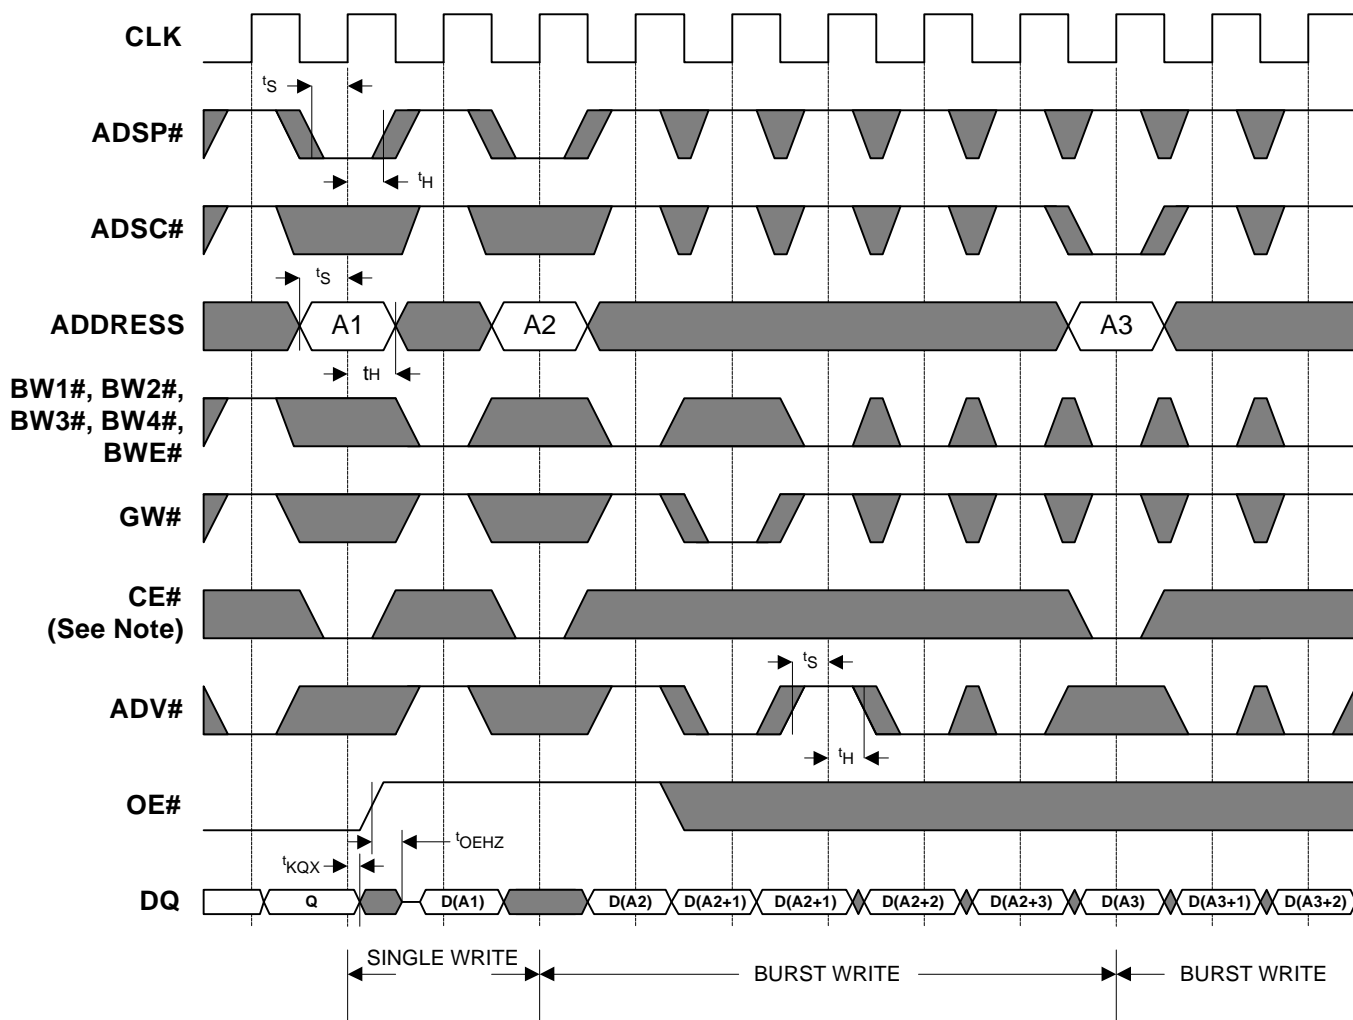 CLK
tS
ADSP#
tH
ADSC#
tS
ADDRESS A1 A2 A3
tH
BW1#, BW2#,
BW3#, BW4#,
BWE#
GW#
CE#
(See Note)
tS
ADV#
tH
OE#
tOEHZ
tKQX
DQ Q D(A1) D(A2) D(A2+1) D(A2+1) D(A2+2) D(A2+3) D(A3) D(A3+1) D(A3+2)
SINGLE WRITE BURST WRITE BURST WRITE